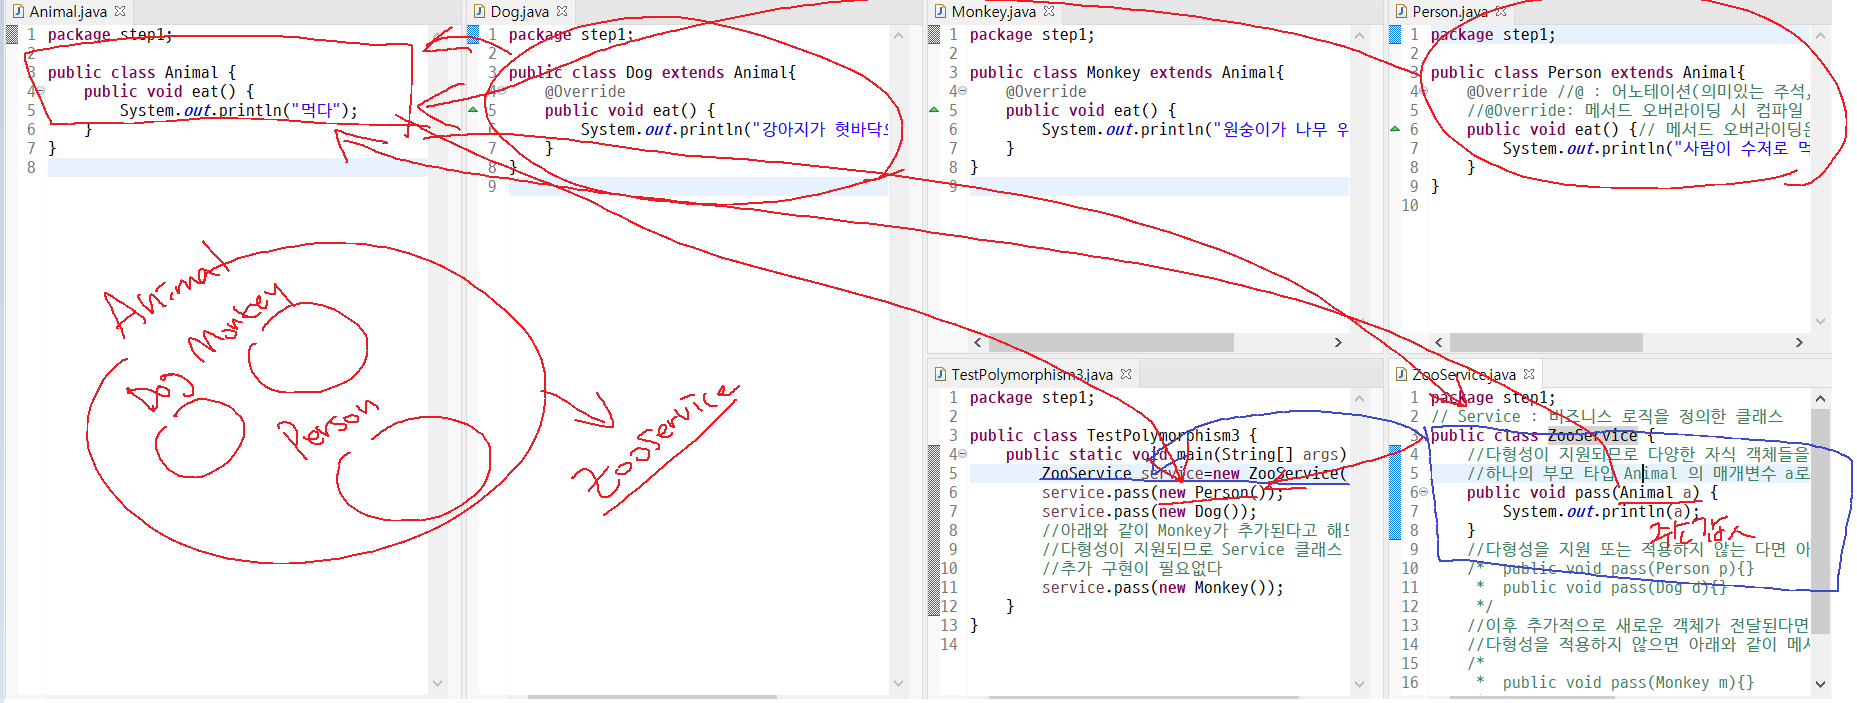 Animal.java
1 package step1;
2
3 public class Animal {
4 public void eat() {
5 System.out.println("먹다");
6 }
7 }
8
Dog.java
1 package step1;
2
3 public class Dog extends Animal{
4 @Override
5 public void eat() {
6 System.out.println("강아지가 혓바닥으
7 }
8 }
9
Monkey.java
1 package step1;
2
3 public class Monkey extends Animal{
4 @Override
5 public void eat() {
6 System.out.println("원숭이가 나무 위
7 }
8 }
9
Person.java
1 package step1;
2
3 public class Person extends Animal{
4 @Override //@ : 어노테이션(의미있는 주석,
5 //@Override: 메서드 오버라이딩 시 컴파일
6 public void eat() {// 메서드 오버라이딩은
7 System.out.println("사람이 수저로 먹
8 }
9 }
10
Animal
Monkey
Dog
Person
ZooService
TestPolymorphism3.java
1 package step1;
2
3 public class TestPolymorphism3 {
4 public static void main(String[] args)
5 ZooService service=new ZooService(
6 service.pass(new Person());
7 service.pass(new Dog());
8 //아래와 같이 Monkey가 추가된다고 해도
9 //다형성이 지원되므로 Service 클래스
10 //추가 구현이 필요없다
11 service.pass(new Monkey());
12 }
13 }
14
ZooService.java
1 package step1;
2 // Service : 비즈니스 로직을 정의한 클래스
3 public class ZooService {
4 //다형성이 지원되므로 다양한 자식 객체들을
5 //하나의 부모 타입 Animal 의 매개변수 a로
6 public void pass(Animal a) {
7 System.out.println(a);
8 }
9 //다형성을 지원 또는 적용하지 않는 다면 아
10 /* public void pass(Person p){}
11 * public void pass(Dog d){}
12 */
13 //이후 추가적으로 새로운 객체가 전달된다면
14 //다형성을 적용하지 않으면 아래와 같이 메서
15 /*
16 * public void pass(Monkey m){}